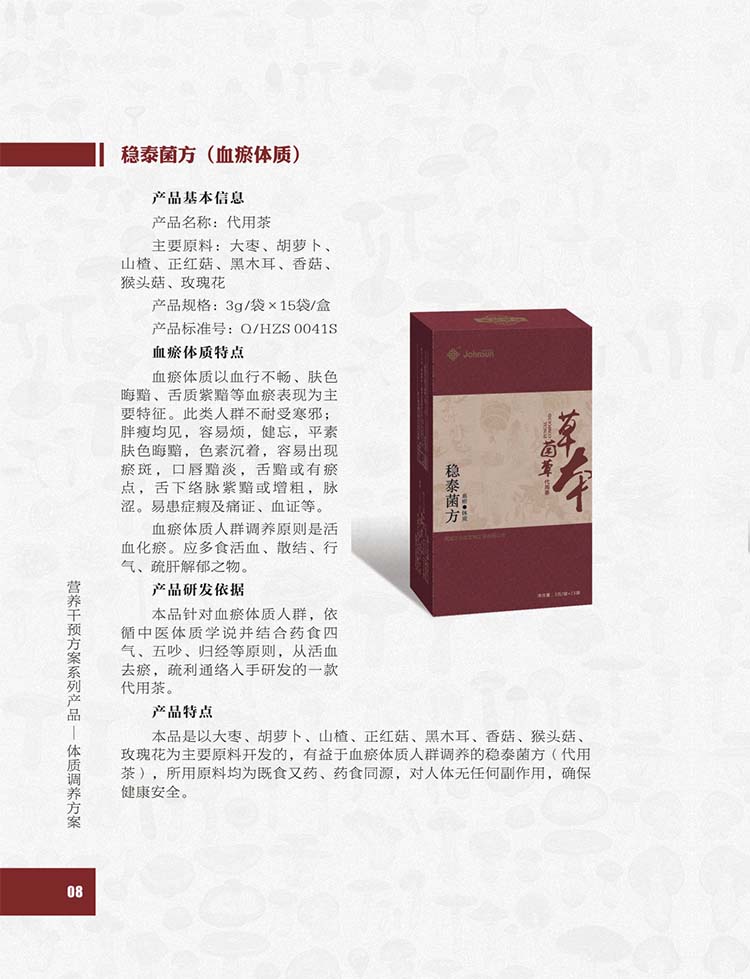 稳泰菌方（血瘀体质）
产品基本信息
产品名称：代用茶
主要原料：大枣、胡萝卜、
山楂、正红菇、黑木耳、香菇、
猴头菇、玫瑰花
产品规格：3g/袋×15袋/盒
产品标准号：Q/HZS 0041S
血瘀体质特点
血瘀体质以血行不畅、肤色
晦黯、舌质紫黯等血瘀表现为主
要特征。此类人群不耐受寒邪；
胖瘦均见，容易烦，健忘，平素
肤色晦黯，色素沉着，容易出现
瘀斑，口唇黯淡，舌黯或有瘀
点，舌下络脉紫黯或增粗，脉
涩。易患症瘕及痛证、血证等。
血瘀体质人群调养原则是活
血化瘀。应多食活血、散结、行
气、疏肝解郁之物。
产品研发依据
本品针对血瘀体质人群，依
循中医体质学说并结合药食四
气、五吵、归经等原则，从活血
去瘀，疏利通络入手研发的一款
代用茶。
产品特点
本品是以大枣、胡萝卜、山楂、正红菇、黑木耳、香菇、猴头菇、
玫瑰花为主要原料开发的，有益于血瘀体质人群调养的稳泰菌方（代用
茶），所用原料均为既食又药、药食同源，对人体无任何副作用，确保
健康安全。
Johnsun
草本
菌草
代用茶
稳泰菌方
血瘀●体质
净含量：3克/袋×15袋
营养干预方案系列产品—体质调养方案
08